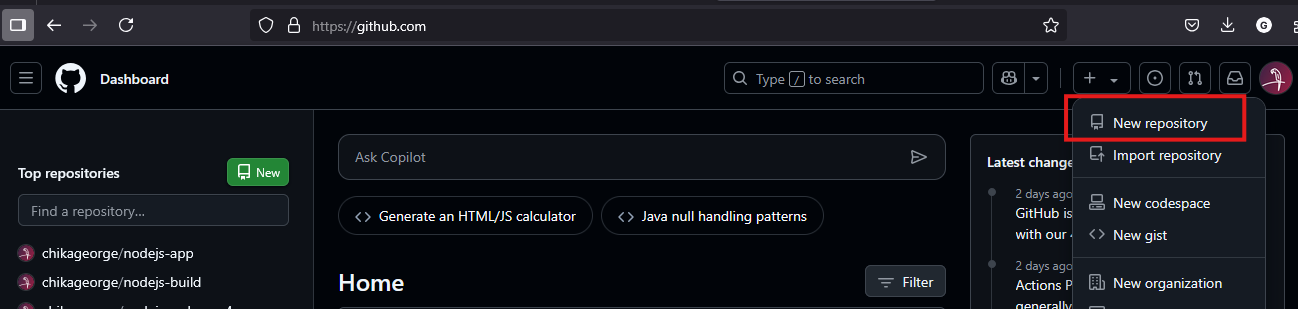 https://github.com
G
Dashboard
Type / to search
New repository
Import repository
New codespace
New gist
New organization
Top repositories
New
Find a repository...
chikageorge/nodejs-app
chikageorge/nodejs-build
Ask Copilot
Generate an HTML/JS calculator
Java null handling patterns
Home
Filter
Latest change
2 days ago
GitHub is
with our
2 days ago
Actions P
generally